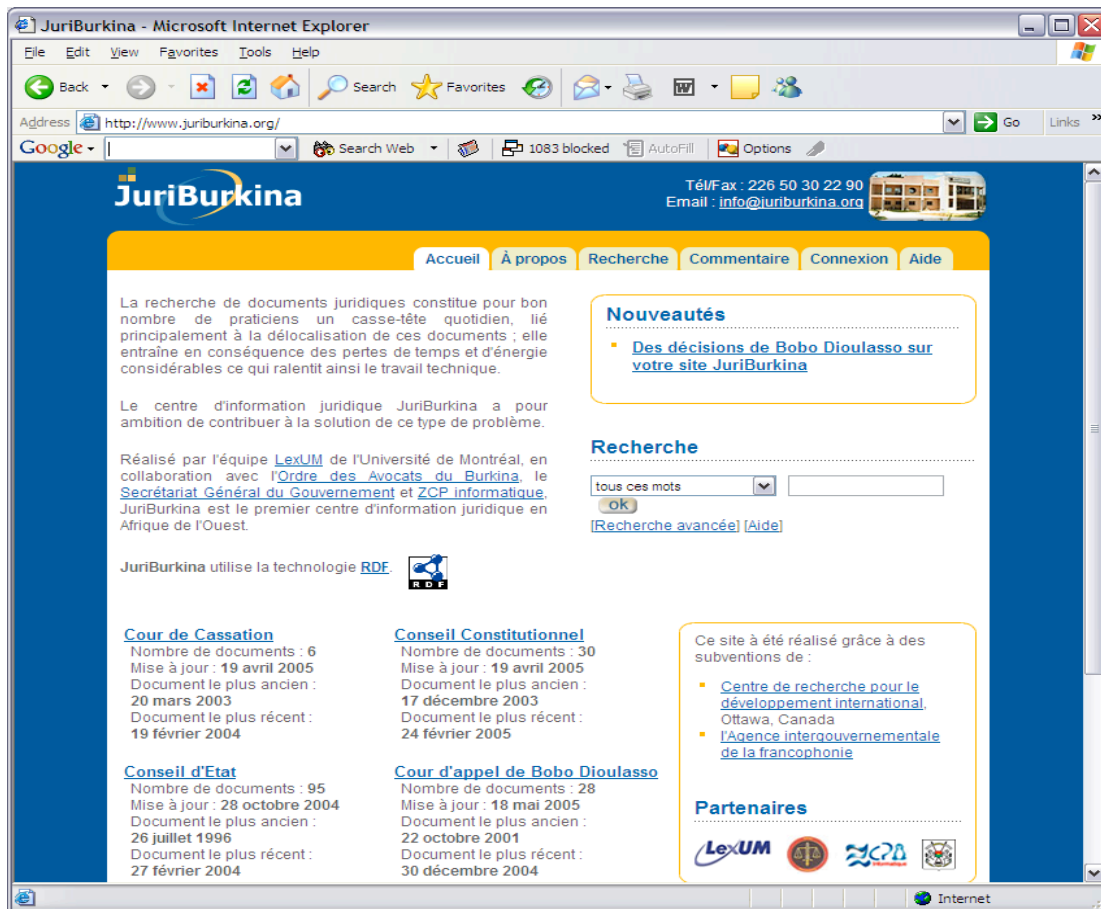 JuriBurkina - Microsoft Internet Explorer
File Edit View Favorites Tools Help
Back Search Favorites
Address http://www.juriburkina.org/ Go Links »
Google Search Web 1083 blocked AutoFill Options
JuriBurkina
Tél/Fax : 226 50 30 22 90
Email : info@juriburkina.org
Accueil À propos Recherche Commentaire Connexion Aide
La recherche de documents juridiques constitue pour bon
nombre de praticiens un casse-tête quotidien, lié
principalement à la délocalisation de ces documents ; elle
entraîne en conséquence des pertes de temps et d'énergie
considérables ce qui ralentit ainsi le travail technique.
Le centre d'information juridique JuriBurkina a pour
ambition de contribuer à la solution de ce type de problème.
Réalisé par l'équipe LexUM de l'Université de Montréal, en
collaboration avec l'Ordre des Avocats du Burkina, le
Secrétariat Général du Gouvernement et ZCP informatique,
JuriBurkina est le premier centre d'information juridique en
Afrique de l'Ouest.
JuriBurkina utilise la technologie RDF.
RDF
Nouveautés
Des décisions de Bobo Dioulasso sur
votre site JuriBurkina
Recherche
tous ces mots
ok
[Recherche avancée] [Aide]
Cour de Cassation
Nombre de documents : 6
Mise à jour : 19 avril 2005
Document le plus ancien :
20 mars 2003
Document le plus récent :
19 février 2004
Conseil Constitutionnel
Nombre de documents : 30
Mise à jour : 19 avril 2005
Document le plus ancien :
17 décembre 2003
Document le plus récent :
24 février 2005
Conseil d'Etat
Nombre de documents : 95
Mise à jour : 28 octobre 2004
Document le plus ancien :
26 juillet 1996
Document le plus récent :
27 février 2004
Cour d'appel de Bobo Dioulasso
Nombre de documents : 28
Mise à jour : 18 mai 2005
Document le plus ancien :
22 octobre 2001
Document le plus récent :
30 décembre 2004
Ce site à été réalisé grâce à des
subventions de :
Centre de recherche pour le
développement international,
Ottawa, Canada
l'Agence intergouvernementale
de la francophonie
Partenaires
LexUM
Internet